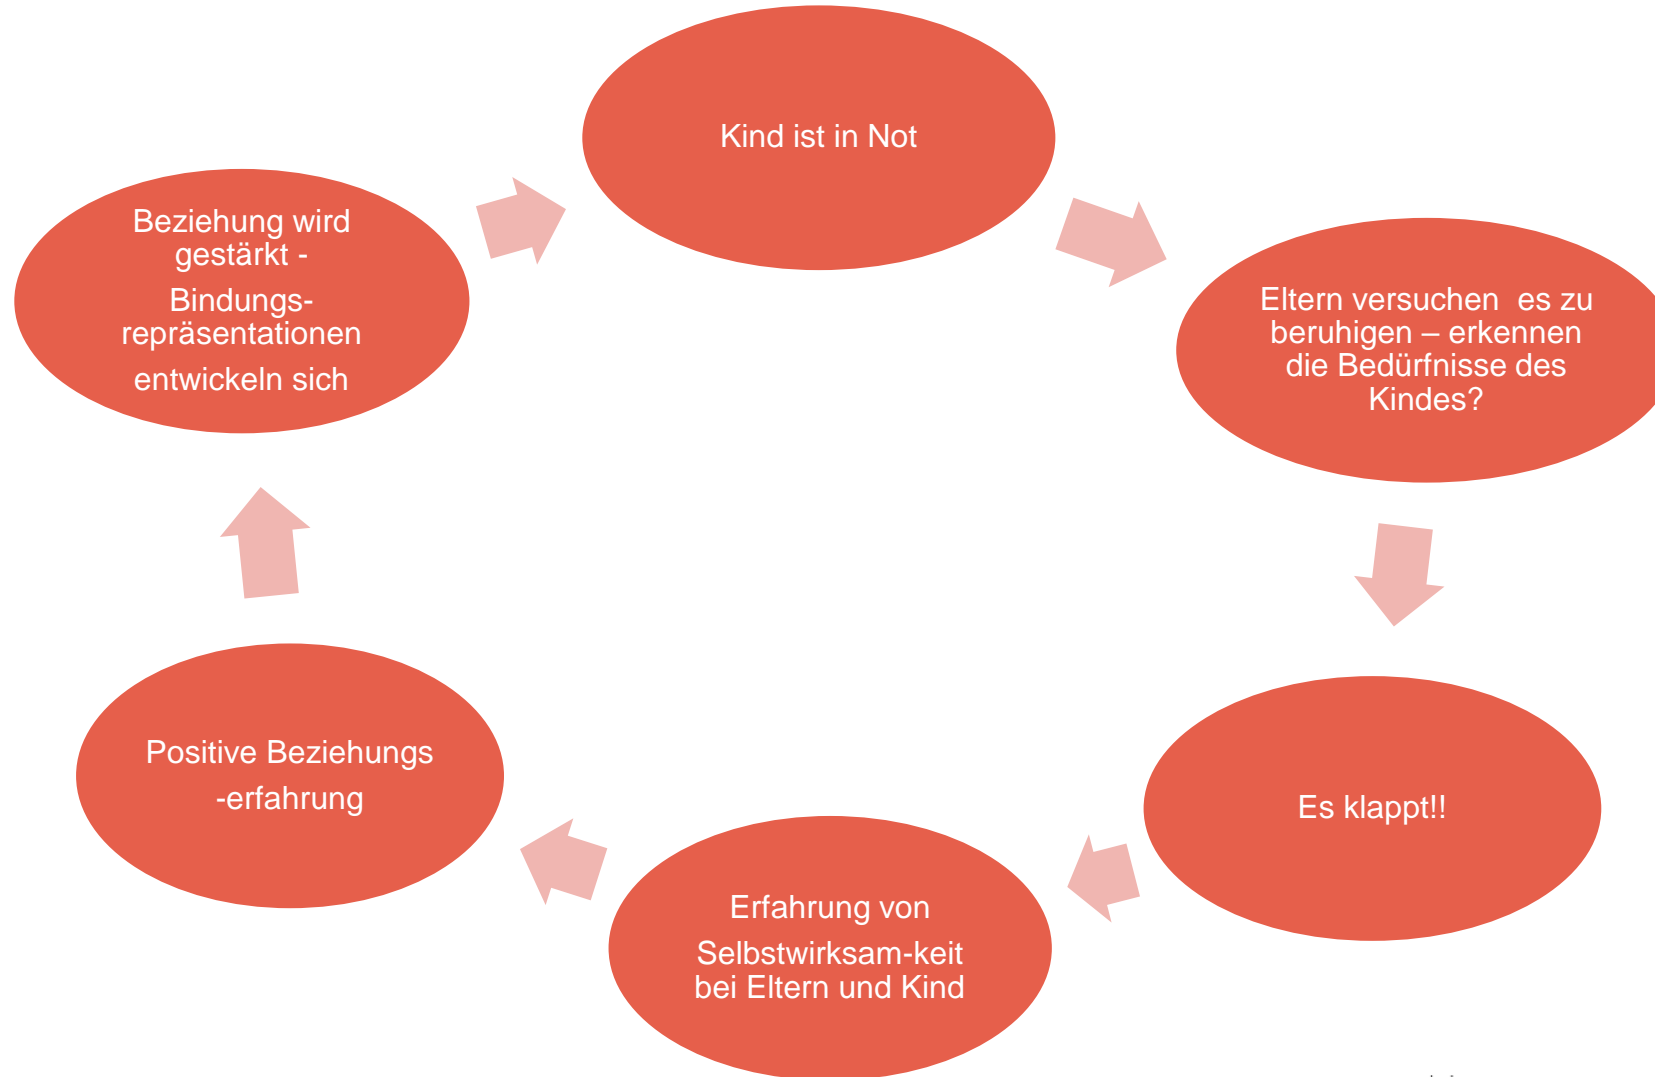 Kind ist in Not
Eltern versuchen  es zu
beruhigen – erkennen
die Bedürfnisse des
Kindes?
Es klappt!!
Erfahrung von
Selbstwirksam-keit
bei Eltern und Kind
Positive Beziehungs
-erfahrung
Beziehung wird
gestärkt -
Bindungs-
repräsentationen
entwickeln sich